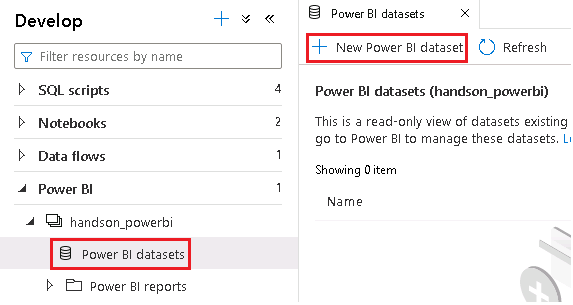 Develop
Filter resources by name
SQL scripts 4
Notebooks 2
Data flows 1
Power BI 1
handson_powerbi
Power BI datasets
Power BI reports
Power BI datasets
New Power BI dataset Refresh
Power BI datasets (handson_powerbi)
This is a read-only view of datasets existing
go to Power BI to manage these datasets. L
Showing 0 item
Name